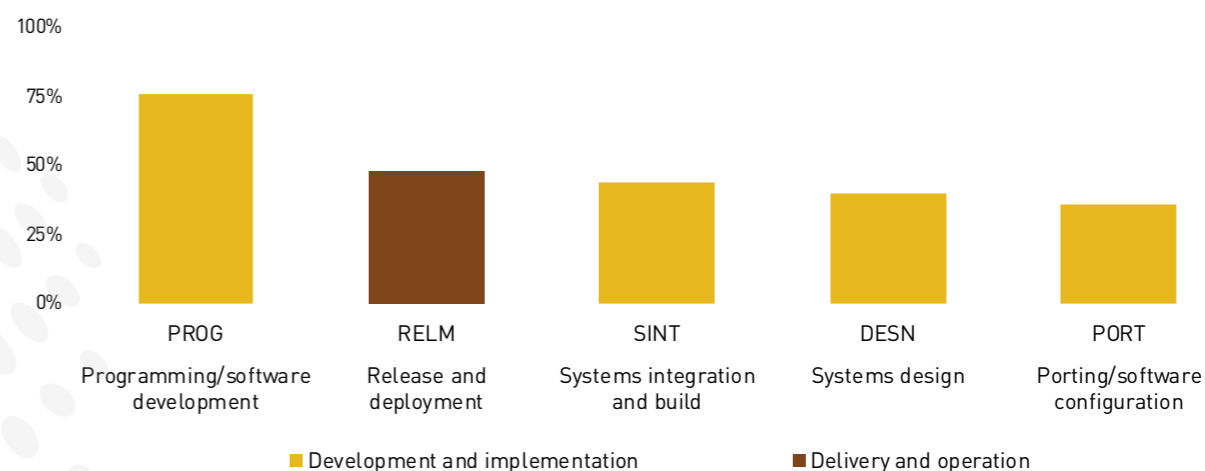 100%
75%
50%
25%
0%
PROG RELM SINT DESN PORT
Programming/software Release and Systems integration Systems design Porting/software
development deployment and build configuration
Development and implementation Delivery and operation